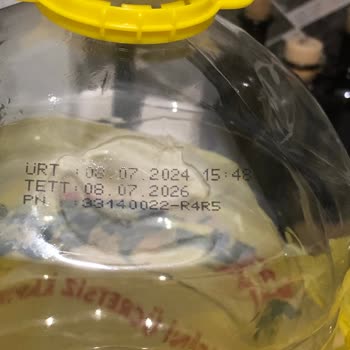 ÜRT :08.07.2024 15:48
TETT:08.07.2026
PN. :33140022-R4R5